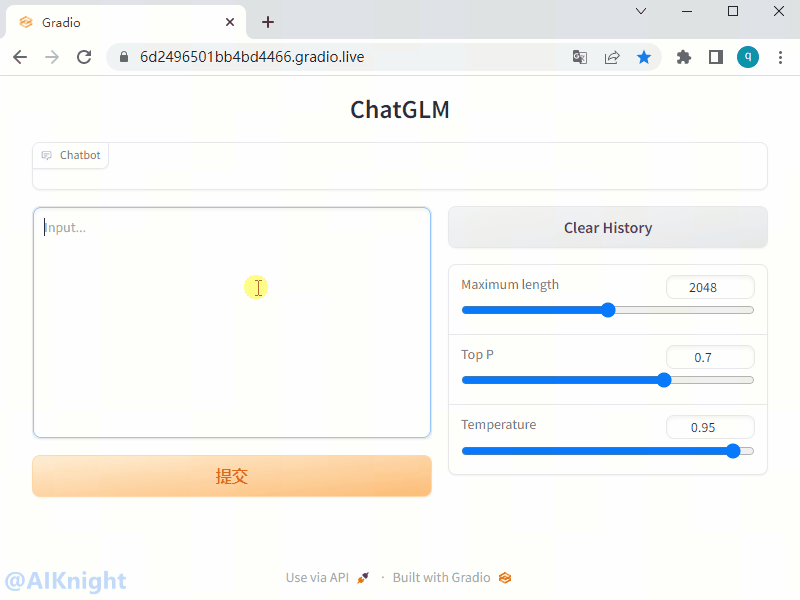 Gradio
6d2496501bb4bd4466.gradio.live
q
ChatGLM
Chatbot
Input...
Clear History
Maximum length
2048
Top P
0.7
Temperature
0.95
提交
Use via API · Built with Gradio
@AIKnight